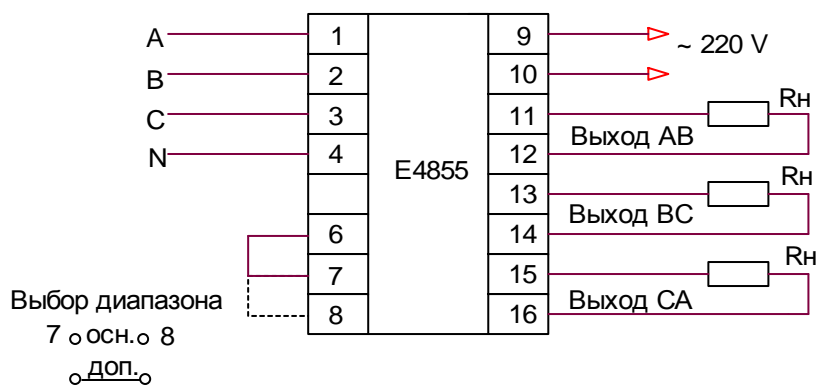 A 1 9 ~ 220 V
B 2 10
C 3 11 Rн
Выход AB
N 4 12
E4855
13 Rн
Выход BC
6 14
7 15 Rн
Выход CA
8 16
Выбор диапазона
7 осн. 8
доп.